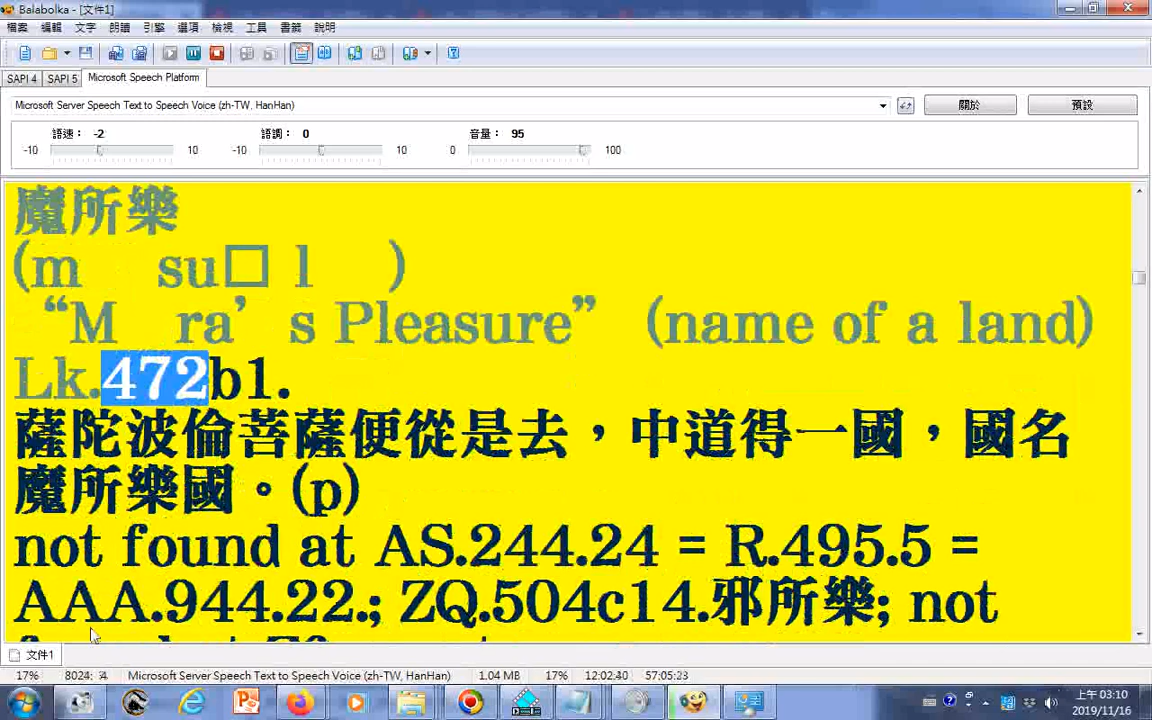 Balabolka - [文件1]
檔案 編輯 文字 朗讀 引擎 選項 檢視 工具 書籤 說明
SAPI 4 SAPI 5 Microsoft Speech Platform
Microsoft Server Speech Text to Speech Voice (zh-TW, HanHan) 關於 預設
語速： -2 語調： 0 音量： 95
-10 10 -10 10 0 100
魔所樂
(m su□ l )
“M ra’s Pleasure” (name of a land)
Lk.472b1.
薩陀波倫菩薩便從是去，中道得一國，國名
魔所樂國。(p)
not found at AS.244.24 = R.495.5 =
AAA.944.22.; ZQ.504c14.邪所樂; not
文件1
17% 8024: 4 Microsoft Server Speech Text to Speech Voice (zh-TW, HanHan) 1.04 MB 17% 12:02:40 57:05:23
上午 03:10
2019/11/16